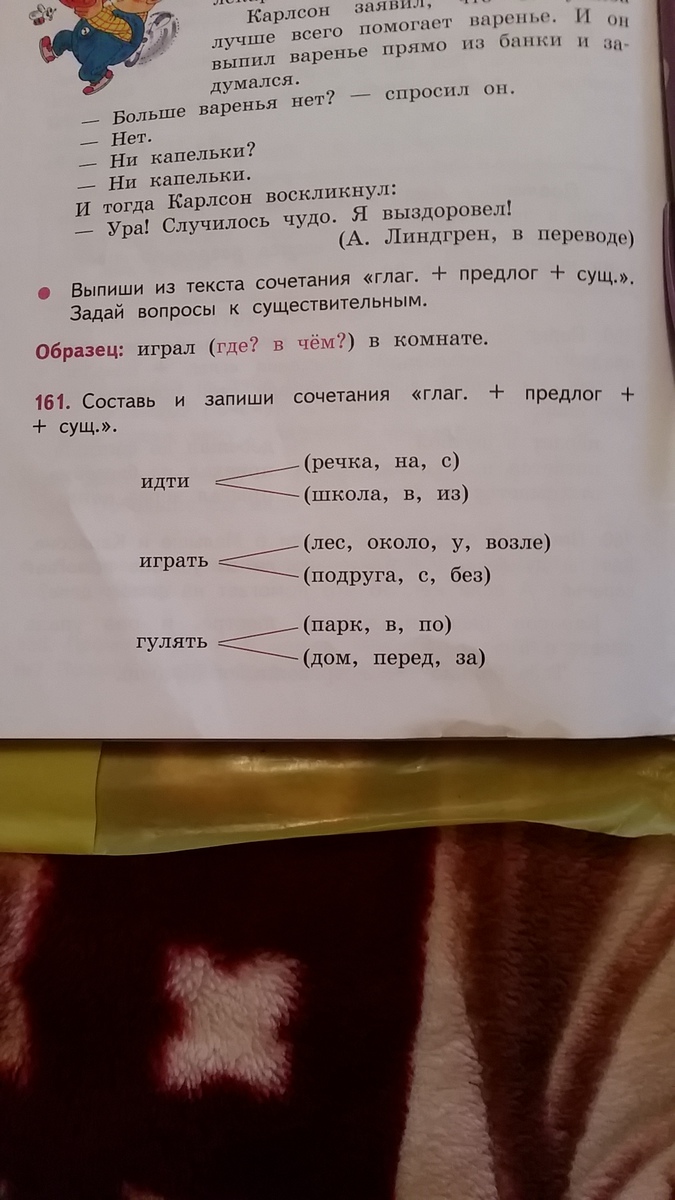 Карлсон заявил,
лучше всего помогает варенье. И он
выпил варенье прямо из банки и за-
думался.
— Больше варенья нет? — спросил он.
— Нет.
— Ни капельки?
— Ни капельки.
И тогда Карлсон воскликнул:
— Ура! Случилось чудо. Я выздоровел!
(А. Линдгрен, в переводе)
● Выпиши из текста сочетания «глаг. + предлог + сущ.».
Задай вопросы к существительным.
Образец: играл (где? в чём?) в комнате.
161. Составь и запиши сочетания «глаг. + предлог +
+ сущ.».
(речка, на, с)
идти
(школа, в, из)
(лес, около, у, возле)
играть
(подруга, с, без)
(парк, в, по)
гулять
(дом, перед, за)